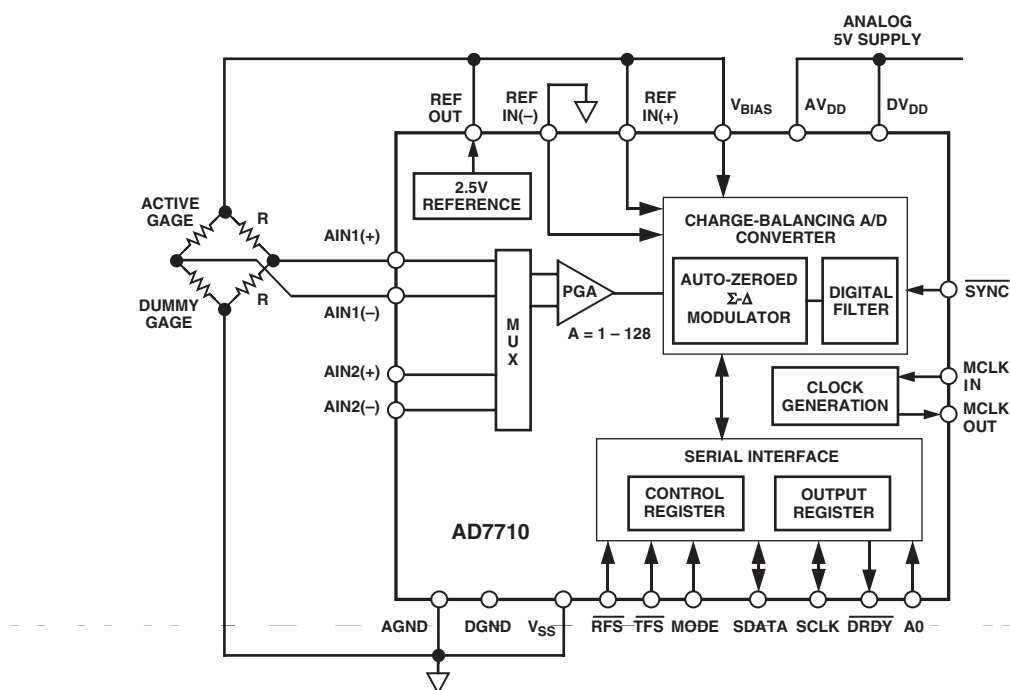 ANALOG
5V SUPPLY
REF
OUT
REF
IN(–)
REF
IN(+)
VBIAS
AVDD
DVDD
2.5V
REFERENCE
ACTIVE
GAGE
R
DUMMY
GAGE
R
AIN1(+)
AIN1(–)
AIN2(+)
AIN2(–)
M
U
X
PGA
A = 1 – 128
CHARGE-BALANCING A/D
CONVERTER
AUTO-ZEROED
Σ-Δ
MODULATOR
DIGITAL
FILTER
SYNC
CLOCK
GENERATION
MCLK
IN
MCLK
OUT
SERIAL INTERFACE
CONTROL
REGISTER
OUTPUT
REGISTER
AD7710
AGND
DGND
VSS
RFS
TFS
MODE
SDATA
SCLK
DRDY
A0